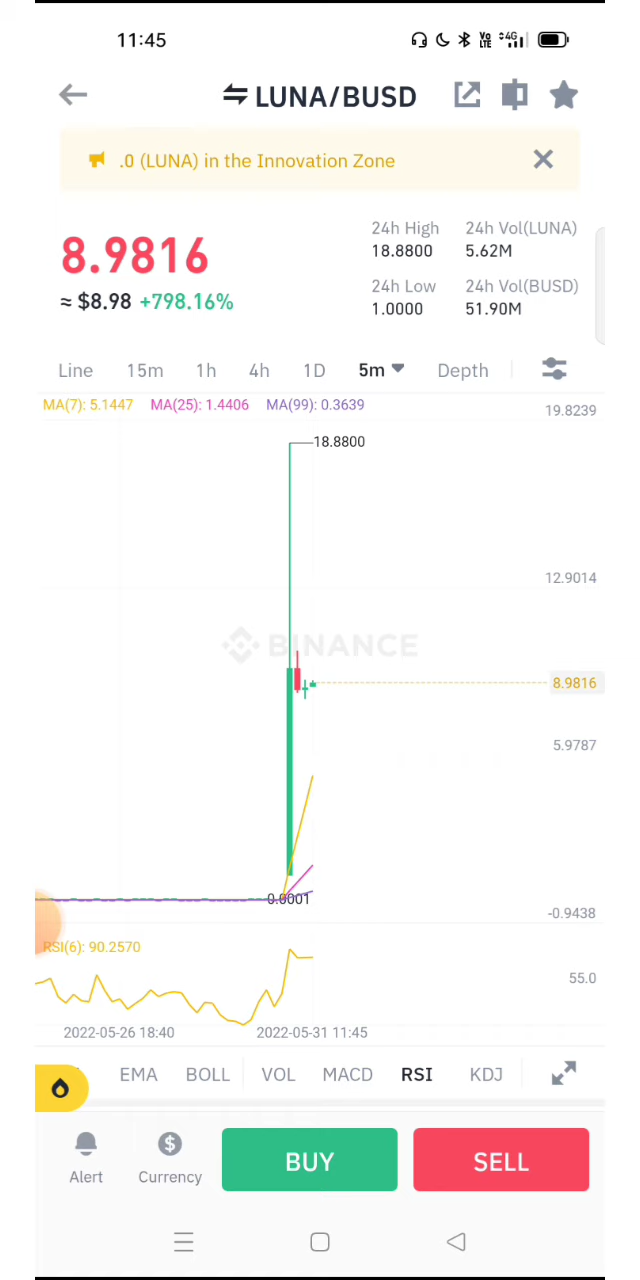 11:45
Vo LTE 4G
LUNA/BUSD
.0 (LUNA) in the Innovation Zone
8.9816
≈ $8.98 +798.16%
24h High
18.8800
24h Vol(LUNA)
5.62M
24h Low
1.0000
24h Vol(BUSD)
51.90M
Line 15m 1h 4h 1D 5m Depth
MA(7): 5.1447 MA(25): 1.4406 MA(99): 0.3639
19.8239
18.8800
12.9014
BINANCE
8.9816
5.9787
0.0001
-0.9438
RSI(6): 90.2570
55.0
2022-05-26 18:40 2022-05-31 11:45
EMA BOLL VOL MACD RSI KDJ
Alert Currency BUY SELL